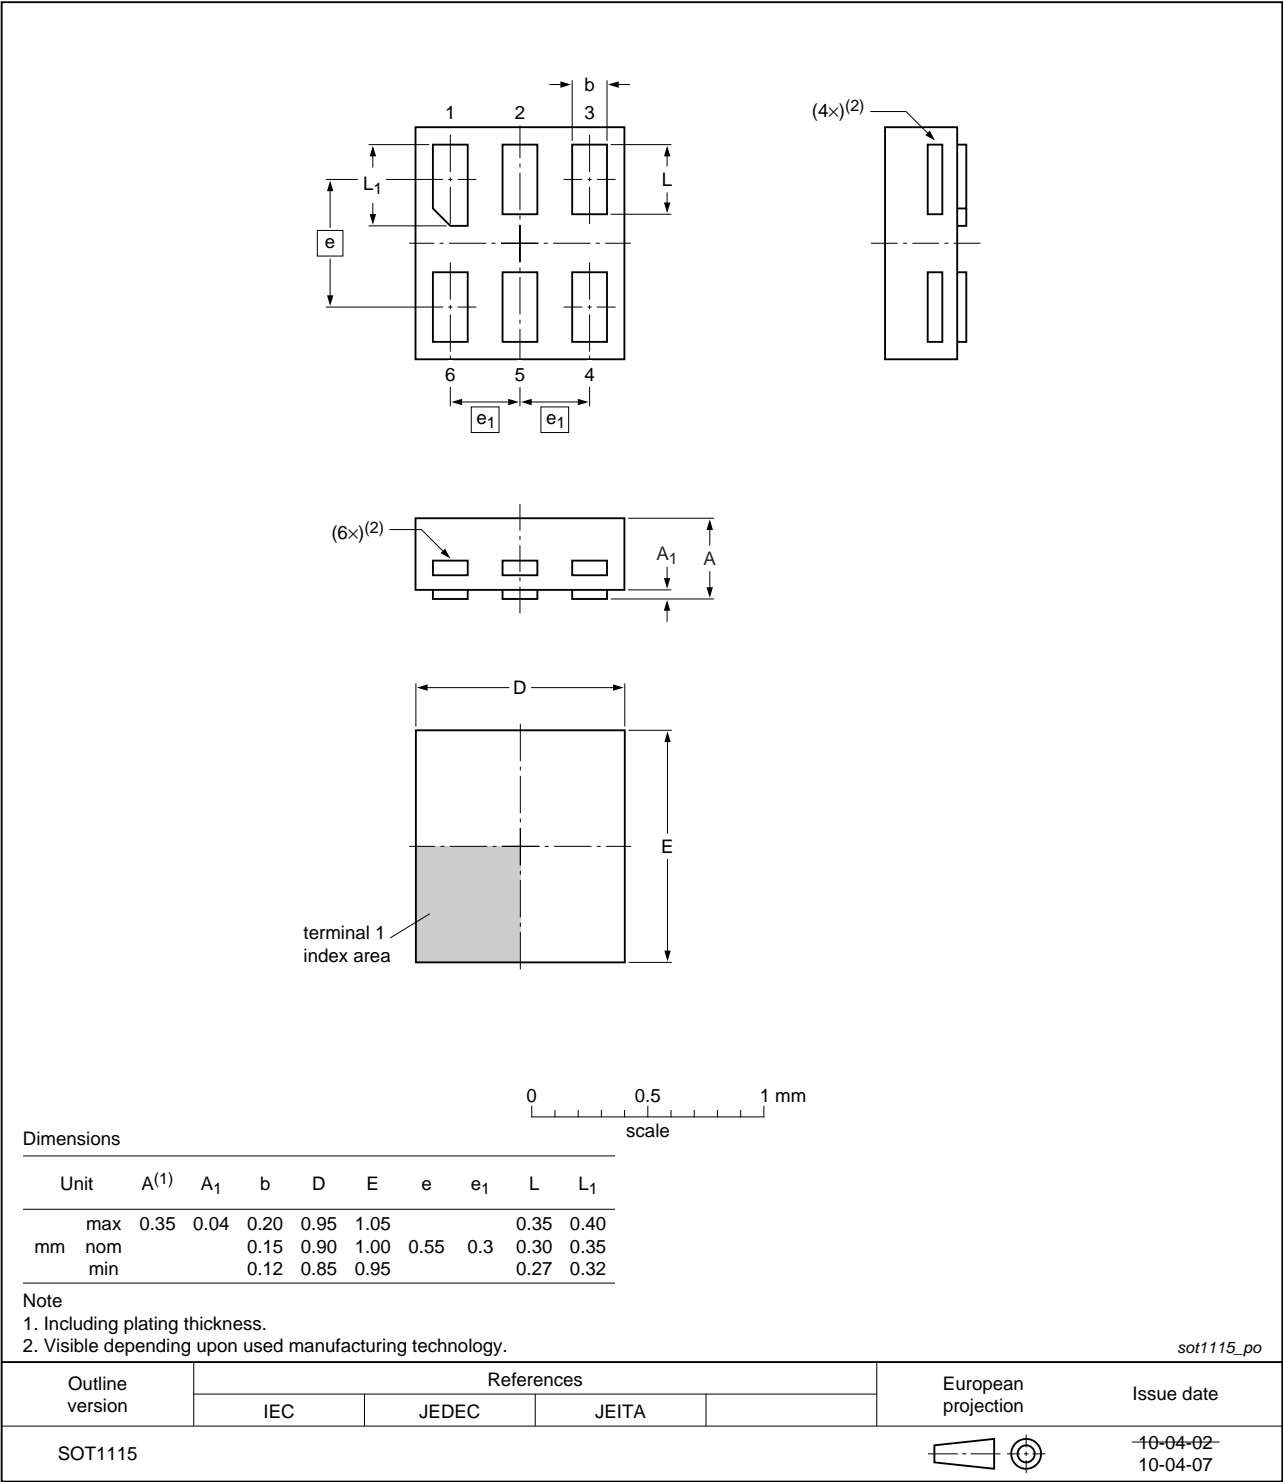 b
1 2 3
(4×)(2)
L1
L
e
6 5 4
e1 e1
(6×)(2)
A1 A
D
E
terminal 1
index area
0 0.5 1 mm
scale
Dimensions
Unit A(1) A1 b D E e e1 L L1
max 0.35 0.04 0.20 0.95 1.05 0.35 0.40
mm nom 0.15 0.90 1.00 0.55 0.3 0.30 0.35
min 0.12 0.85 0.95 0.27 0.32
Note
1. Including plating thickness.
2. Visible depending upon used manufacturing technology.
sot1115_po
Outline version References European projection Issue date
IEC JEDEC JEITA
SOT1115
10-04-02
10-04-07